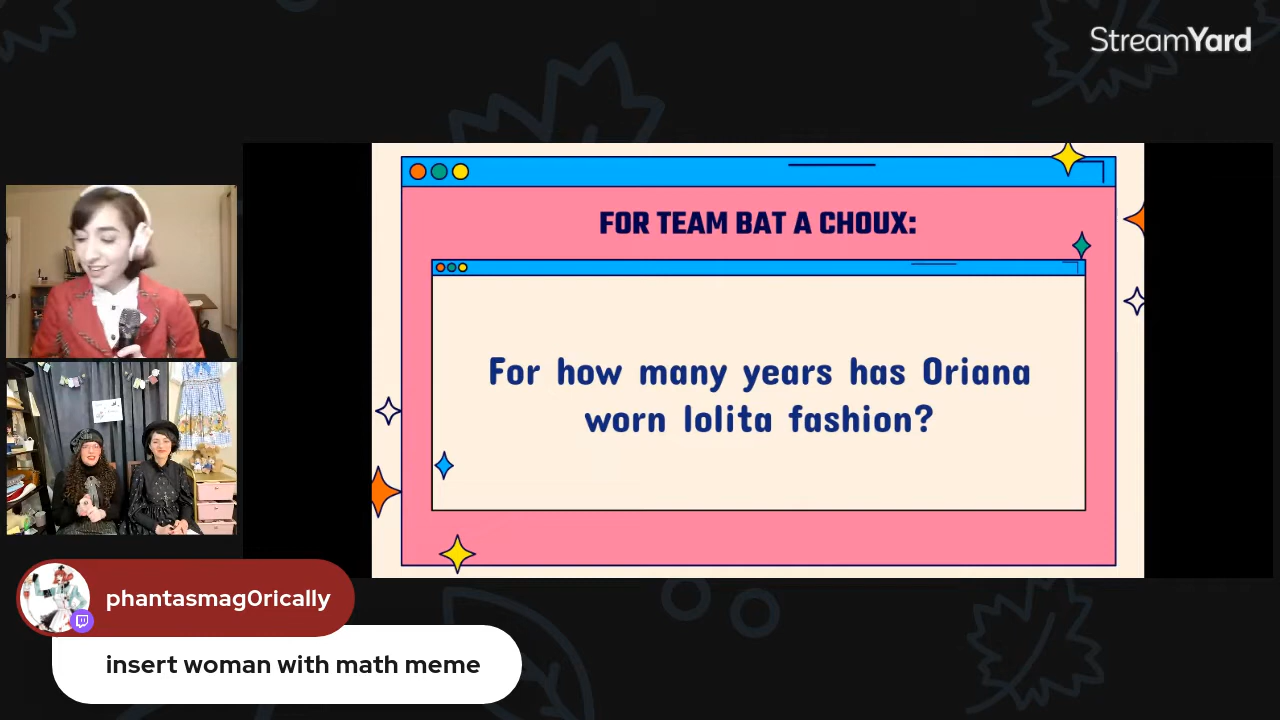 StreamYard
FOR TEAM BAT A CHOUX:
For how many years has Oriana
worn lolita fashion?
phantasmag0rically
insert woman with math meme